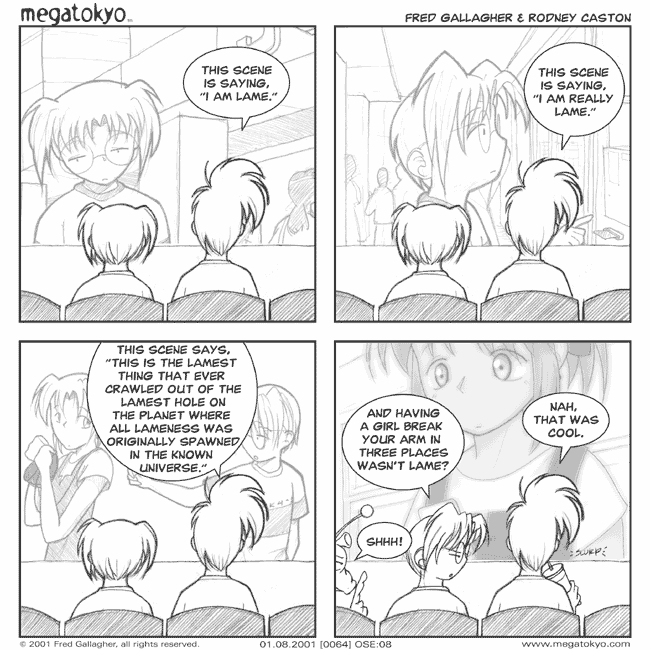 megatokyo
FRED GALLAGHER & RODNEY CASTON
THIS SCENE
IS SAYING,
"I AM LAME."
THIS SCENE
IS SAYING,
"I AM REALLY
LAME."
THIS SCENE SAYS,
"THIS IS THE LAMEST
THING THAT EVER
CRAWLED OUT OF THE
LAMEST HOLE ON
THE PLANET WHERE
ALL LAMENESS WAS
ORIGINALLY SPAWNED
IN THE KNOWN
UNIVERSE."
AND HAVING
A GIRL BREAK
YOUR ARM IN
THREE PLACES
WASN'T LAME?
NAH,
THAT WAS
COOL.
SHHH!
:SLURP:
© 2001 Fred Gallagher, all rights reserved.
01.08.2001 [0064] OSE:08
www.megatokyo.com